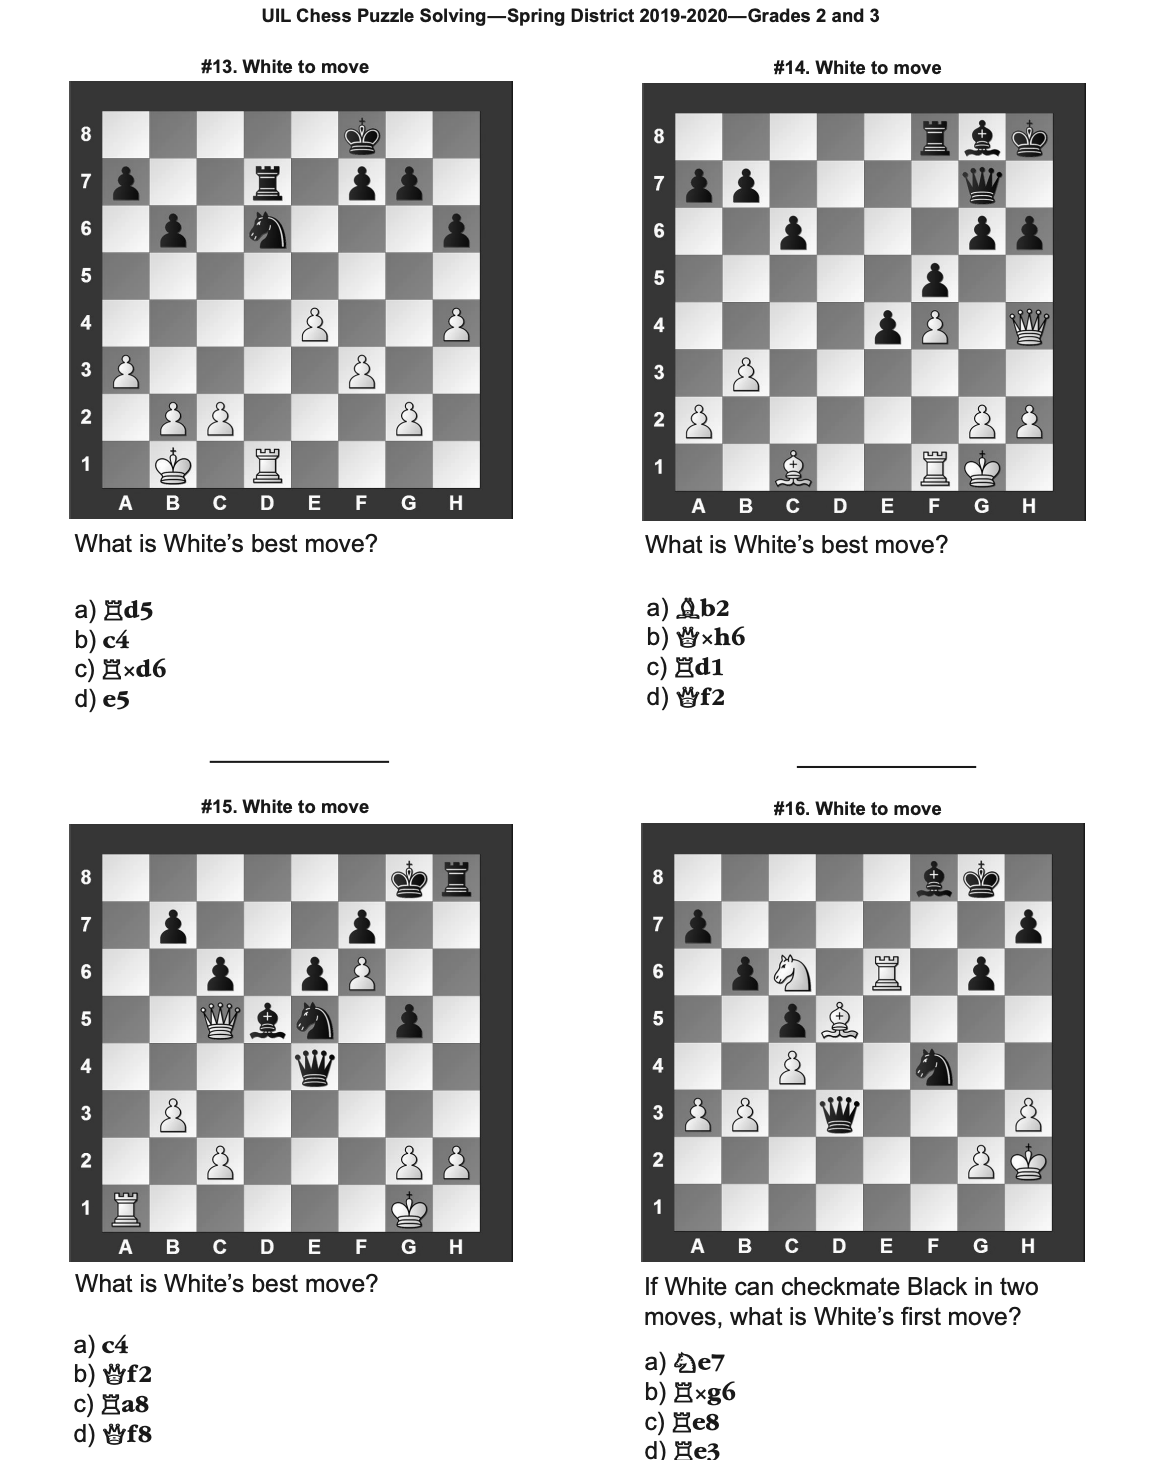 UIL Chess Puzzle Solving—Spring District 2019-2020—Grades 2 and 3
#13. White to move
8
7
6
5
4
3
2
1
A B C D E F G H
What is White’s best move?
a) ♖d5
b) c4
c) ♖×d6
d) e5
#14. White to move
8
7
6
5
4
3
2
1
A B C D E F G H
What is White’s best move?
a) ♗b2
b) ♕×h6
c) ♖d1
d) ♕f2
#15. White to move
8
7
6
5
4
3
2
1
A B C D E F G H
What is White’s best move?
a) c4
b) ♕f2
c) ♖a8
d) ♕f8
#16. White to move
8
7
6
5
4
3
2
1
A B C D E F G H
If White can checkmate Black in two
moves, what is White’s first move?
a) ♘e7
b) ♖×g6
c) ♖e8
d) ♖e3